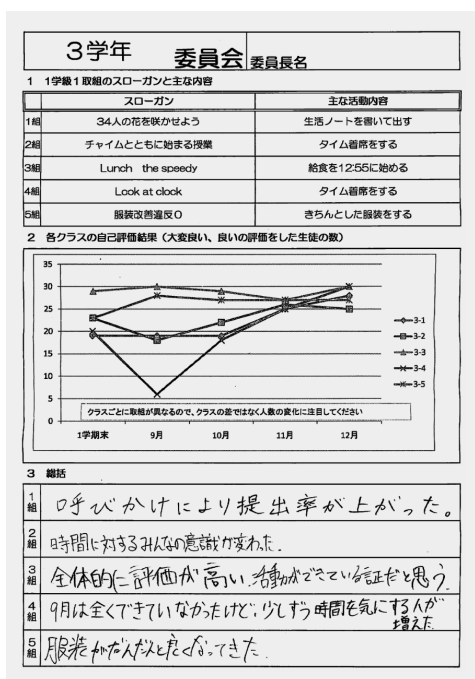 3学年 委員会 委員長名
1 1学級1取組のスローガンと主な内容
スローガン 主な活動内容
1組 34人の花を咲かせよう 生活ノートを書いて出す
2組 チャイムとともに始まる授業 タイム着席をする
3組 Lunch the speedy 給食を12:55に始める
4組 Look at clock タイム着席をする
5組 服装改善違反0 きちんとした服装をする
2 各クラスの自己評価結果(大変良い、良いの評価をした生徒の数)
35
30
25
20
15
10
5
0
3-1
3-2
3-3
3-4
3-5
クラスごとに取組が異なるので、クラスの差ではなく人数の変化に注目してください
1学期末 9月 10月 11月 12月
3 総括
1組 呼びかけにより提出率が上がった。
2組 時間に対するみんなの意識が変わった。
3組 全体的に評価が高い。活動ができている証だと思う。
4組 9月は全くできていなかったけど、少しずつ時間を気にする人が
増えた。
5組 服装がだんだん良くなってきた。